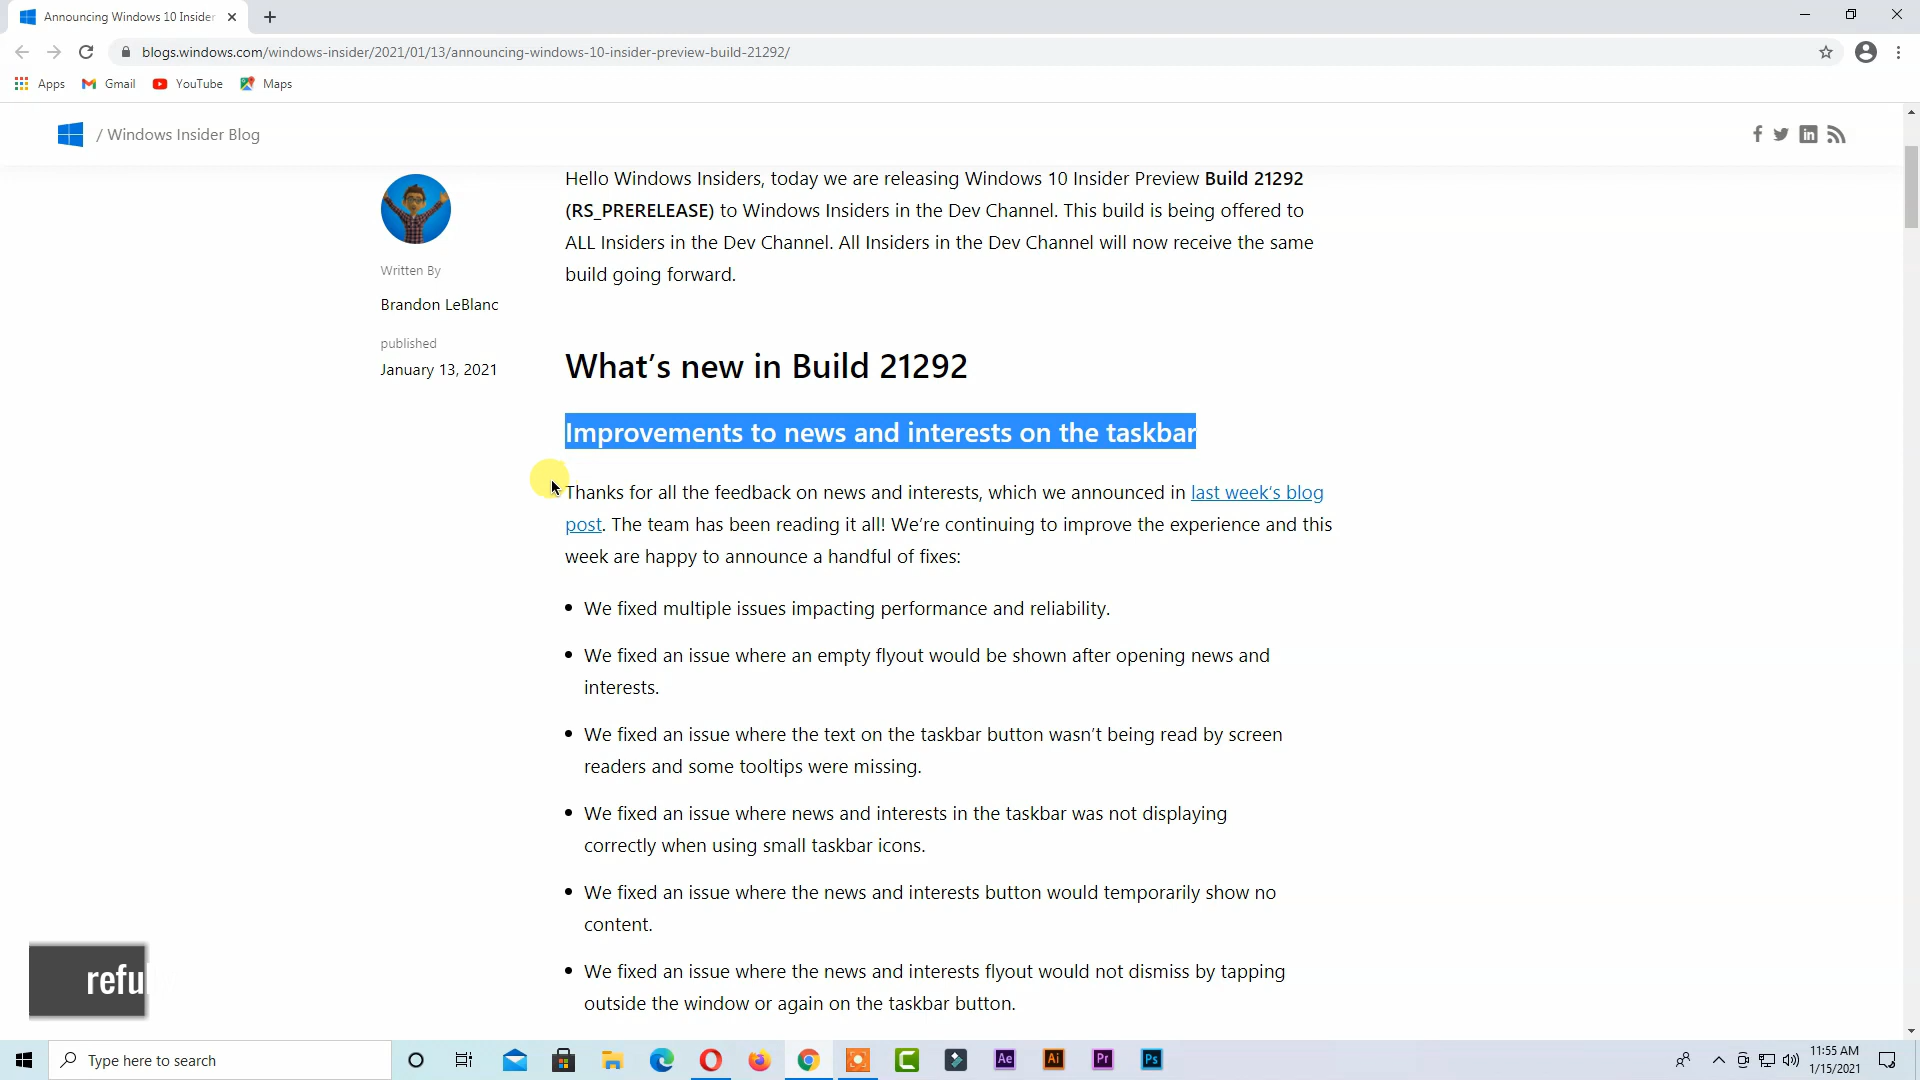 Announcing Windows 10 Insider
blogs.windows.com/windows-insider/2021/01/13/announcing-windows-10-insider-preview-build-21292/
Apps Gmail YouTube Maps
/ Windows Insider Blog
Written By
Brandon LeBlanc
published
January 13, 2021
Hello Windows Insiders, today we are releasing Windows 10 Insider Preview Build 21292
(RS_PRERELEASE) to Windows Insiders in the Dev Channel. This build is being offered to
ALL Insiders in the Dev Channel. All Insiders in the Dev Channel will now receive the same
build going forward.
What's new in Build 21292
Improvements to news and interests on the taskbar
Thanks for all the feedback on news and interests, which we announced in last week's blog
post. The team has been reading it all! We're continuing to improve the experience and this
week are happy to announce a handful of fixes:
• We fixed multiple issues impacting performance and reliability.
• We fixed an issue where an empty flyout would be shown after opening news and
interests.
• We fixed an issue where the text on the taskbar button wasn't being read by screen
readers and some tooltips were missing.
• We fixed an issue where news and interests in the taskbar was not displaying
correctly when using small taskbar icons.
• We fixed an issue where the news and interests button would temporarily show no
content.
• We fixed an issue where the news and interests flyout would not dismiss by tapping
outside the window or again on the taskbar button.
refu
Type here to search
Ae Ai Pr Ps
11:55 AM
1/15/2021